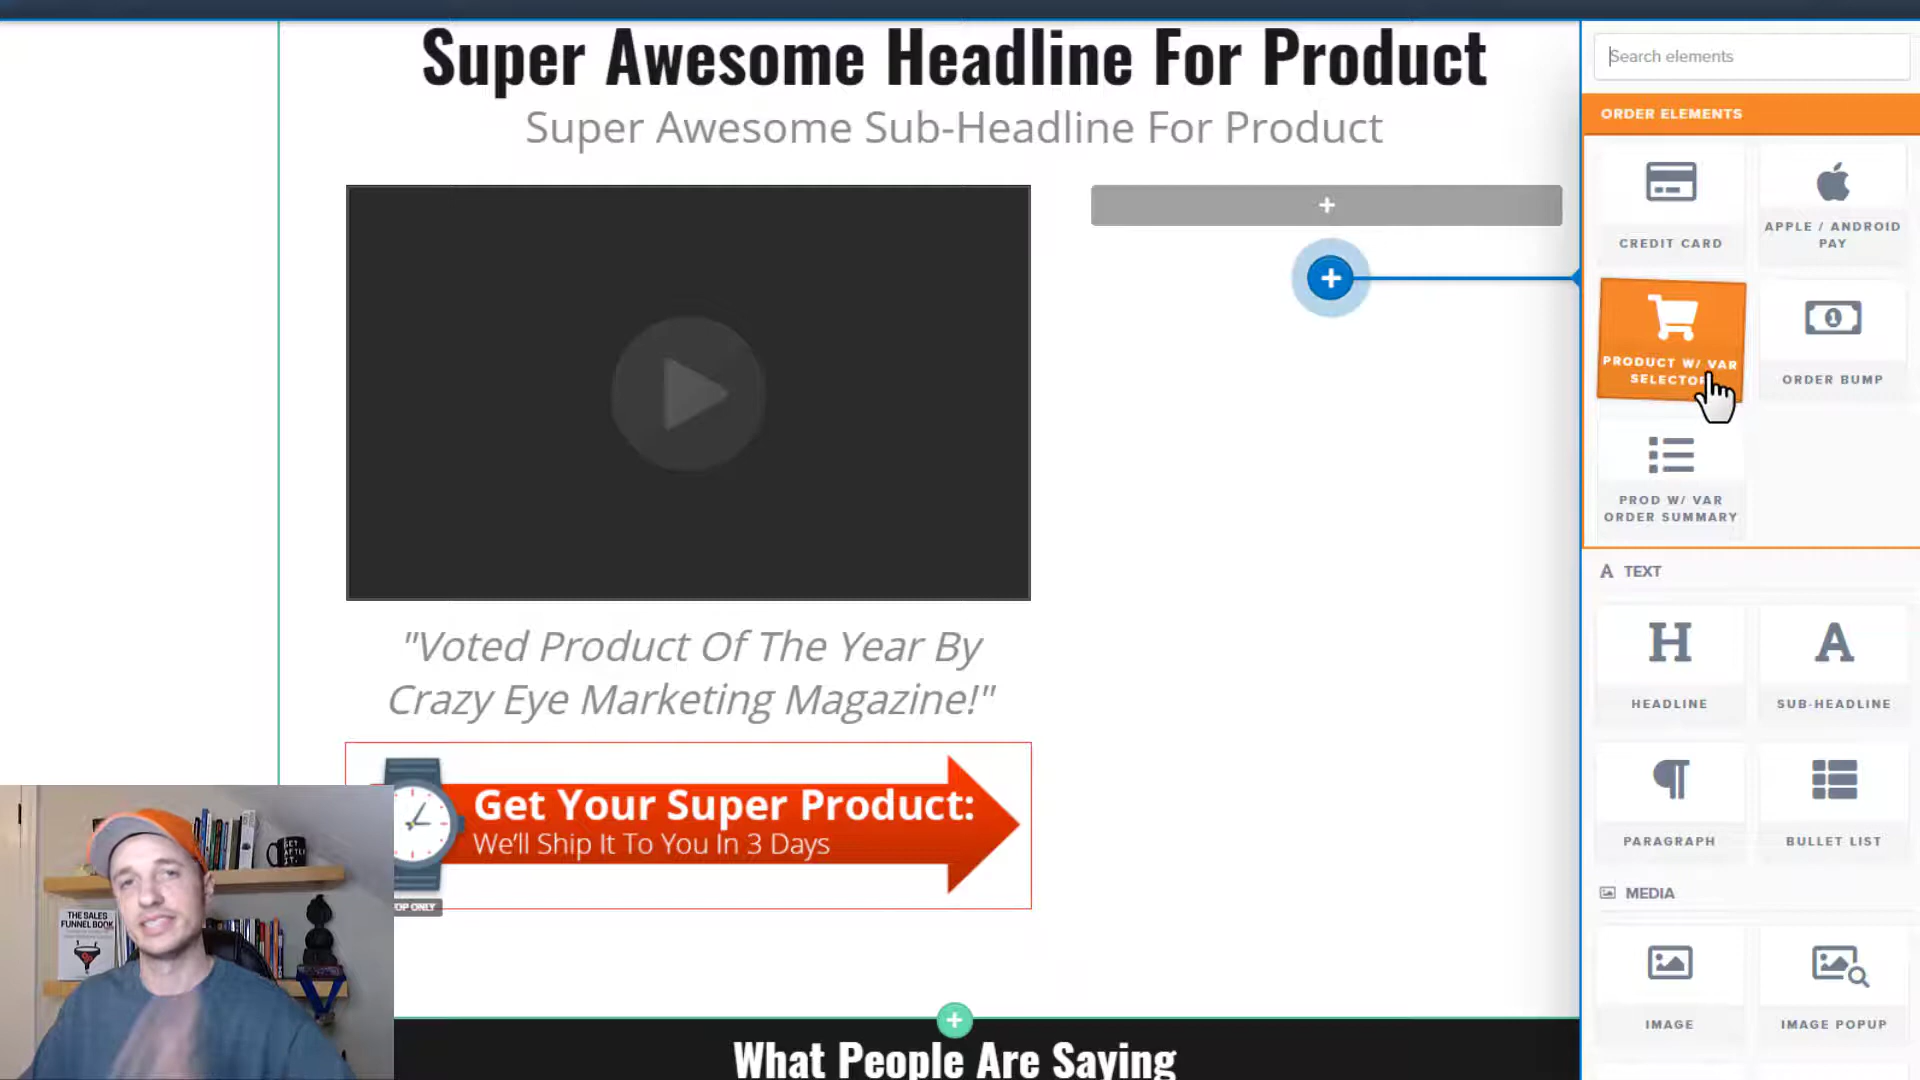 Super Awesome Headline For Product
Super Awesome Sub-Headline For Product
"Voted Product Of The Year By
Crazy Eye Marketing Magazine!"
Get Your Super Product:
We'll Ship It To You In 3 Days
OP ONLY
THE SALES
FUNNEL BOOK
What People Are Saying
Search elements
ORDER ELEMENTS
CREDIT CARD
APPLE / ANDROID
PAY
PRODUCT W/ VAR
SELECTOR
ORDER BUMP
PROD W/ VAR
ORDER SUMMARY
TEXT
HEADLINE
SUB-HEADLINE
PARAGRAPH
BULLET LIST
MEDIA
IMAGE
IMAGE POPUP